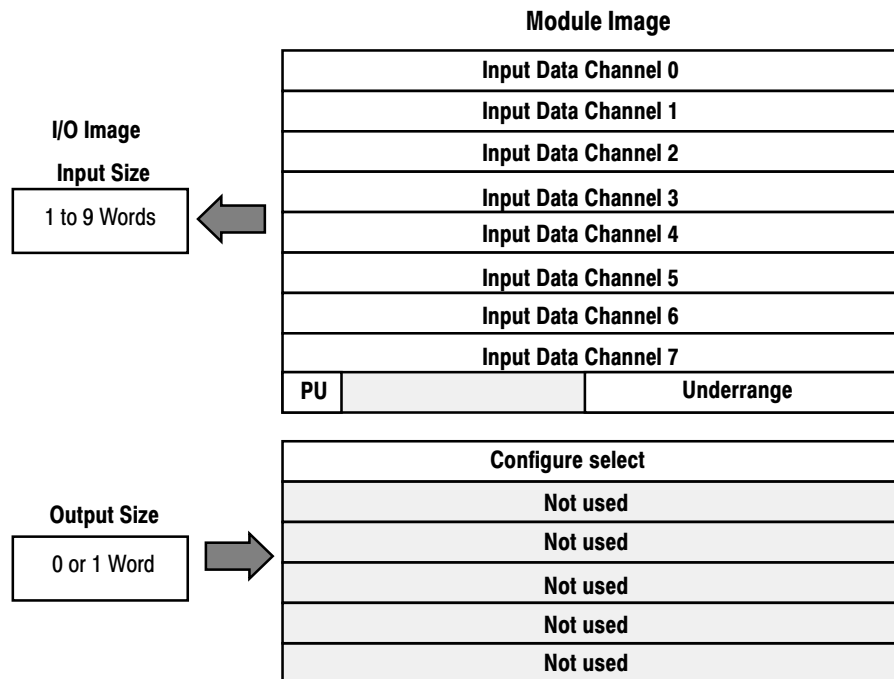 Module Image
Input Data Channel 0
Input Data Channel 1
I/O Image
Input Data Channel 2
Input Size
Input Data Channel 3
1 to 9 Words
Input Data Channel 4
Input Data Channel 5
Input Data Channel 6
Input Data Channel 7
PU Underrange
Configure select
Not used
Output Size
Not used
0 or 1 Word
Not used
Not used
Not used